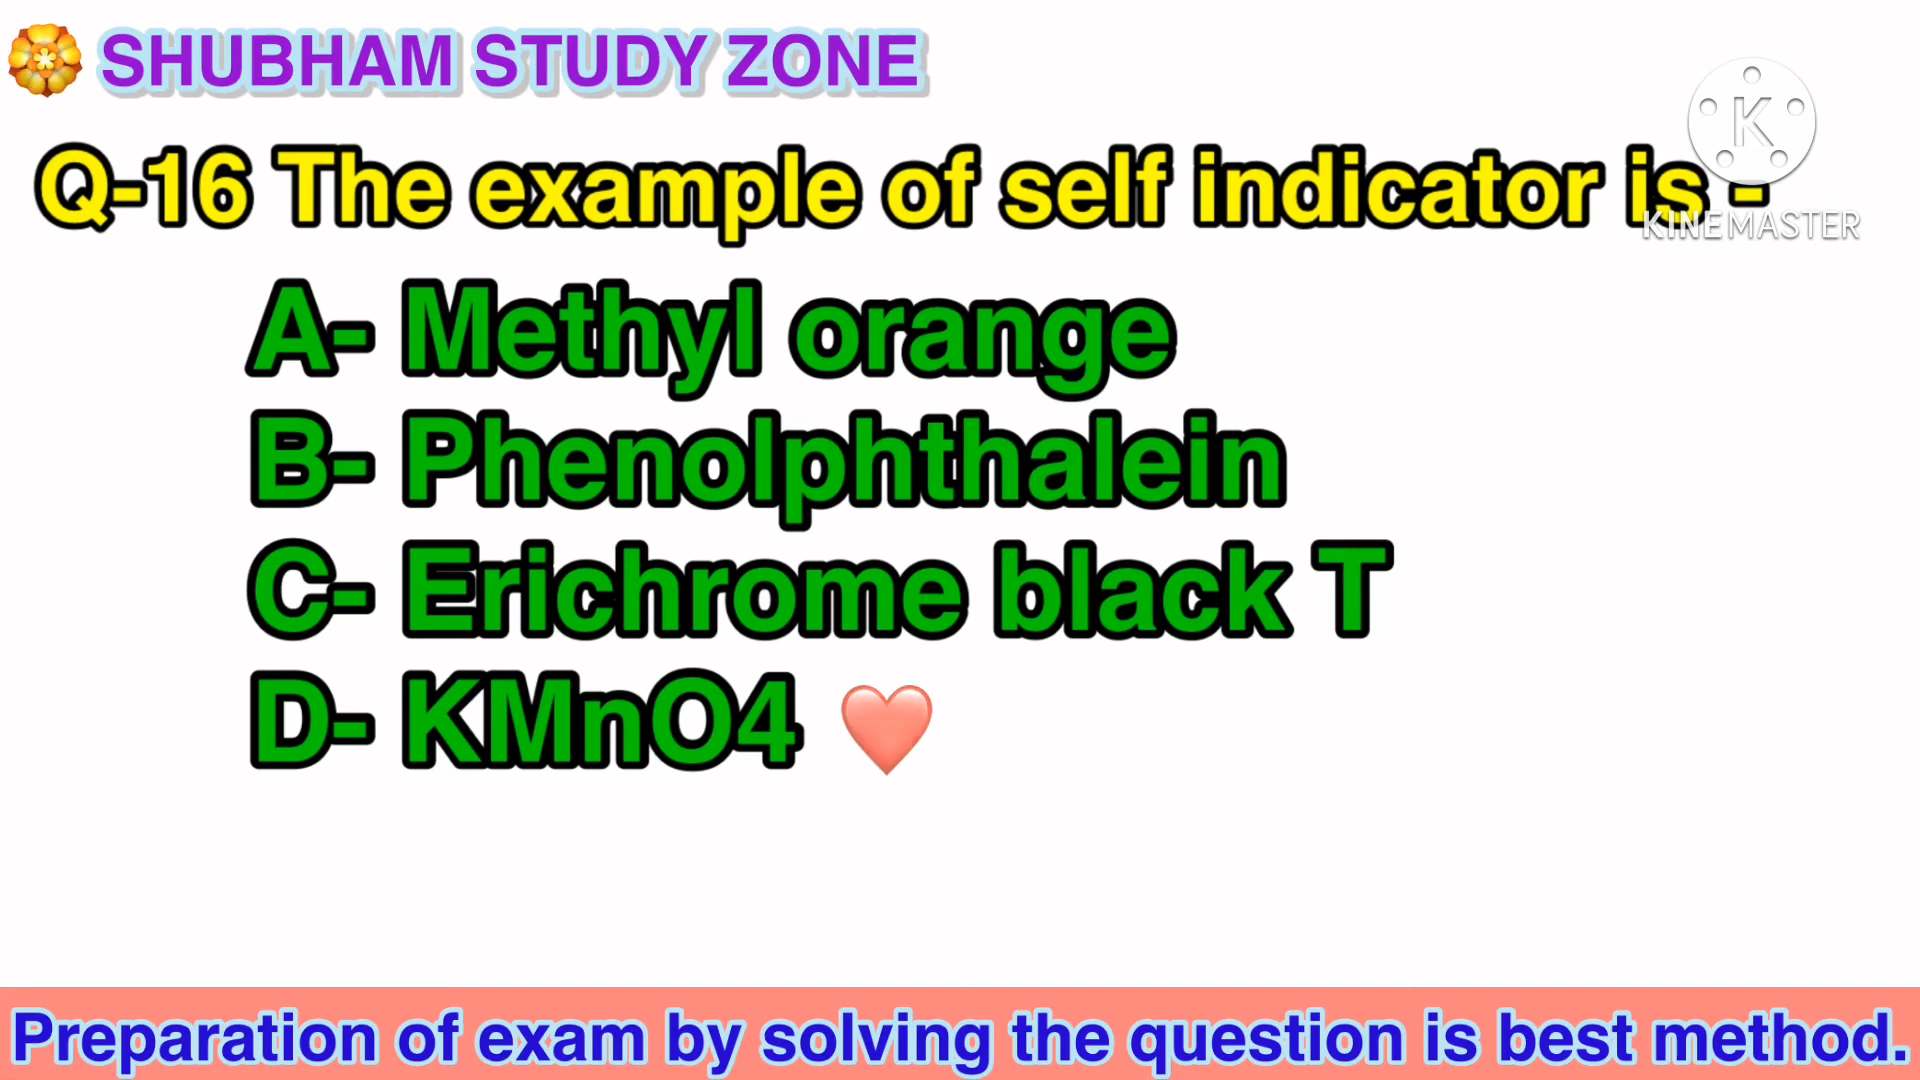 SHUBHAM STUDY ZONE
Q-16 The example of self indicator is -
K
KINEMASTER
A- Methyl orange
B- Phenolphthalein
C- Erichrome black T
D- KMnO4
Preparation of exam by solving the question is best method.